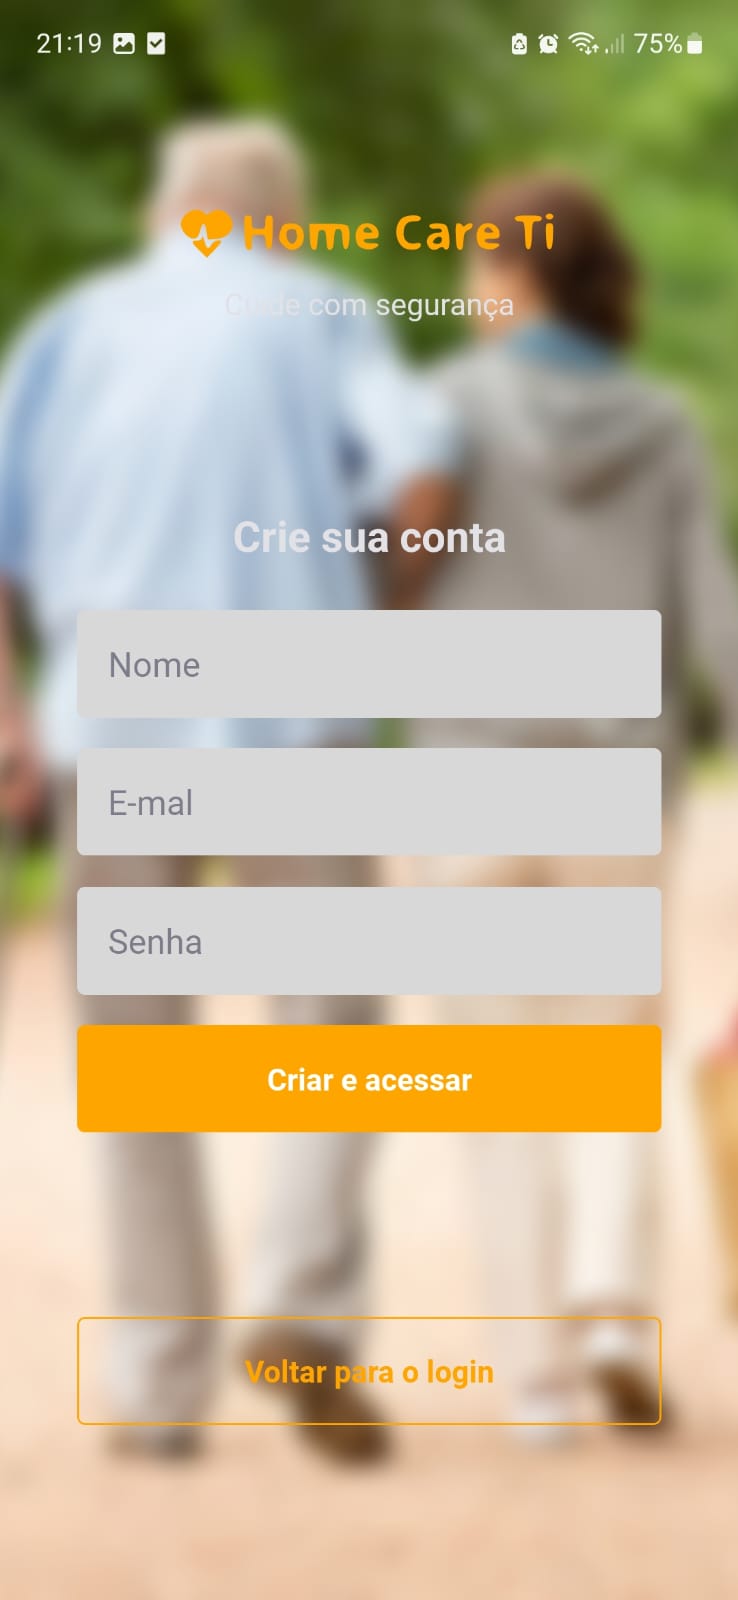 21:19 75%
Home Care Ti
Cuide com segurança
Crie sua conta
Nome
E-mal
Senha
Criar e acessar
Voltar para o login